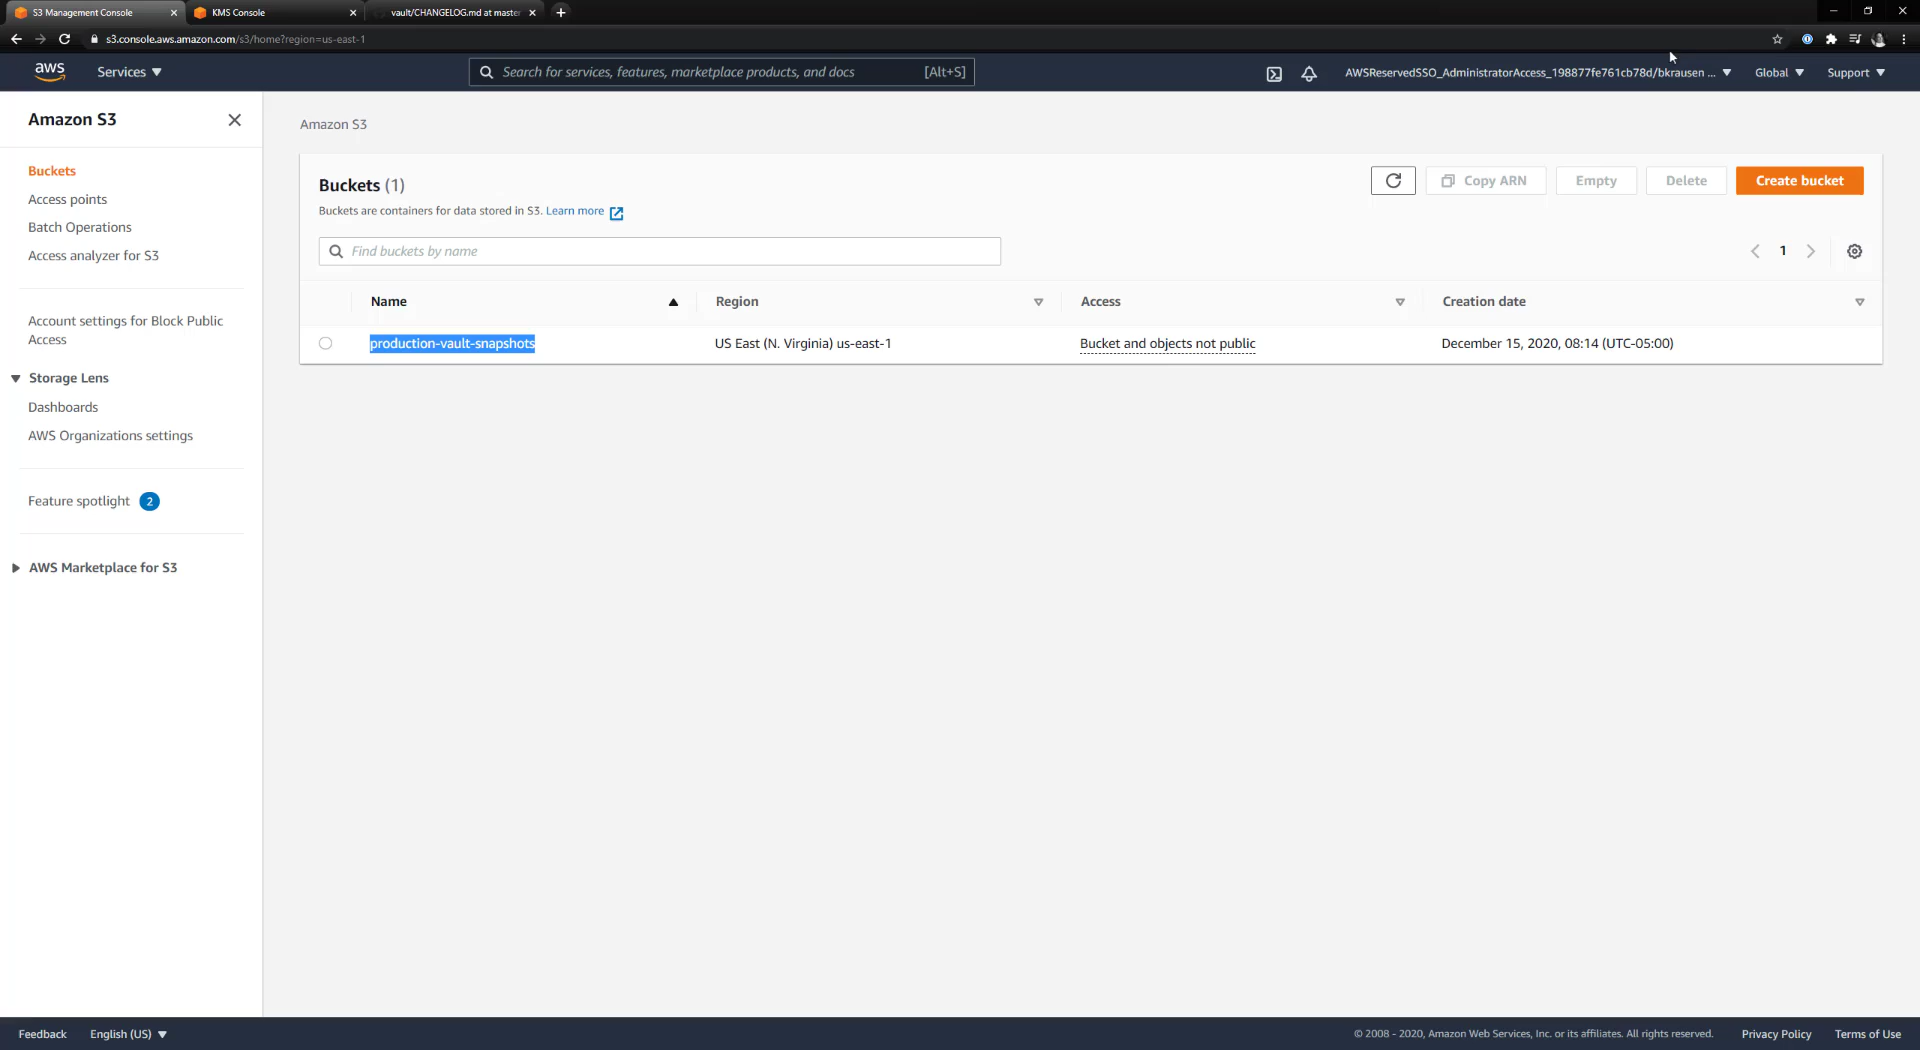 S3 Management Console
KMS Console
vault/CHANGELOG.md at master
s3.console.aws.amazon.com/s3/home?region=us-east-1
aws
Services
Search for services, features, marketplace products, and docs
[Alt+S]
AWSReservedSSO_AdministratorAccess_198877fe761cb78d/bkrausen ...
Global
Support
Amazon S3
Buckets
Access points
Batch Operations
Access analyzer for S3
Account settings for Block Public
Access
Storage Lens
Dashboards
AWS Organizations settings
Feature spotlight 2
AWS Marketplace for S3
Amazon S3
Buckets (1)
Buckets are containers for data stored in S3. Learn more
Copy ARN
Empty
Delete
Create bucket
Find buckets by name
1
Name
Region
Access
Creation date
production-vault-snapshots
US East (N. Virginia) us-east-1
Bucket and objects not public
December 15, 2020, 08:14 (UTC-05:00)
Feedback
English (US)
© 2008 - 2020, Amazon Web Services, Inc. or its affiliates. All rights reserved.
Privacy Policy
Terms of Use